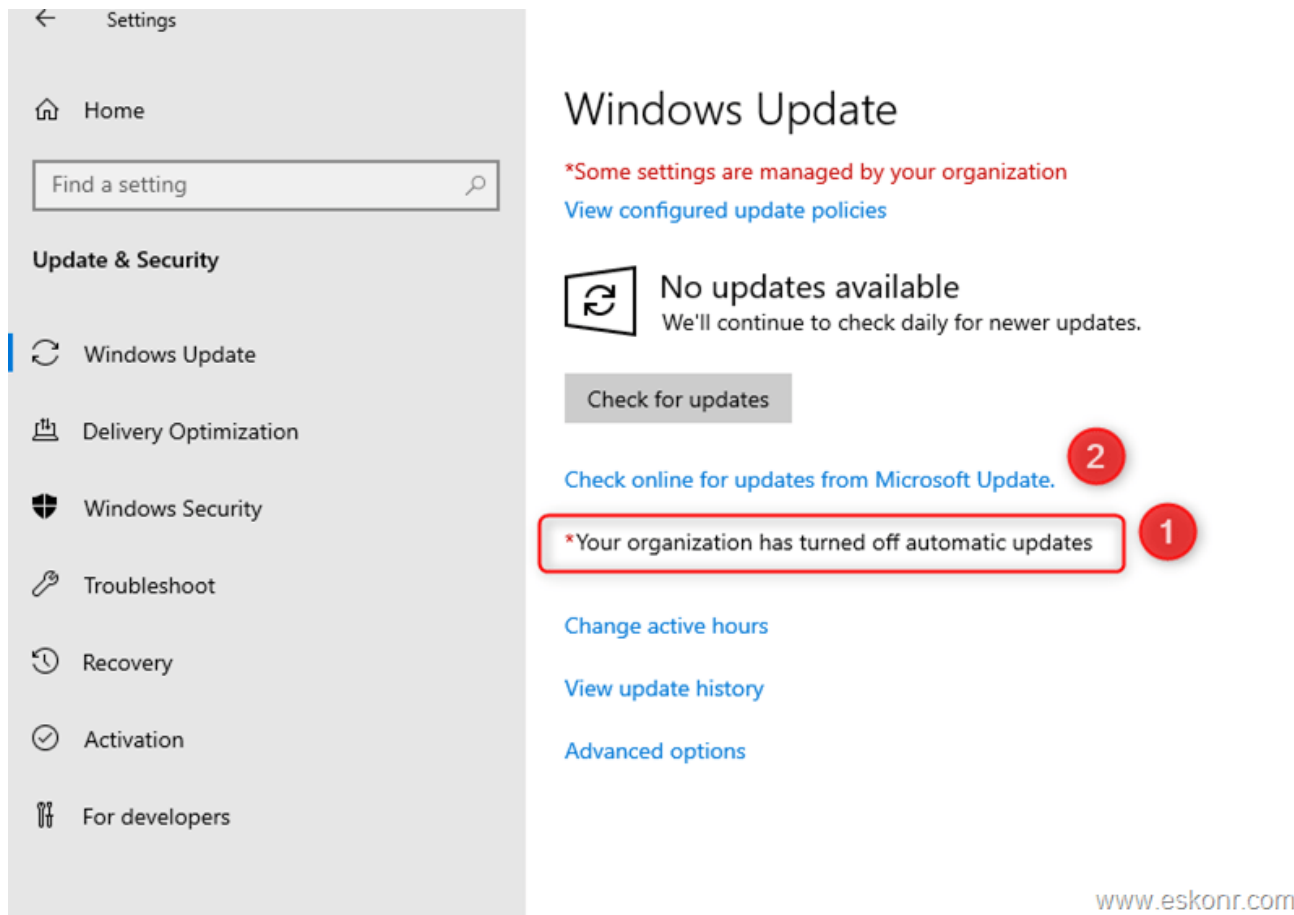 Settings
Home
Find a setting
Update & Security
Windows Update
Delivery Optimization
Windows Security
Troubleshoot
Recovery
Activation
For developers
Windows Update
*Some settings are managed by your organization
View configured update policies
No updates available
We'll continue to check daily for newer updates.
Check for updates
Check online for updates from Microsoft Update.
2
*Your organization has turned off automatic updates
1
Change active hours
View update history
Advanced options
www.eskonr.com